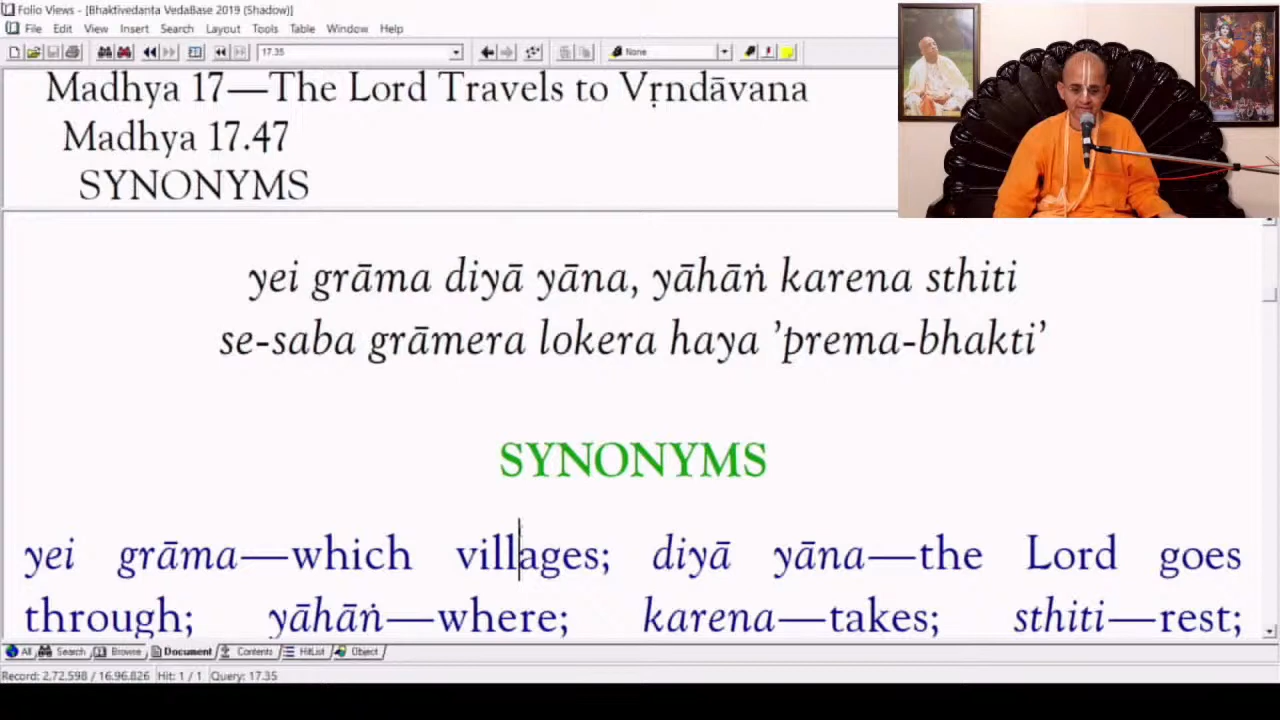 Folio Views - [Bhaktivedanta VedaBase 2019 (Shadow)]
File Edit View Insert Search Layout Tools Table Window Help
17.35
None
Madhya 17—The Lord Travels to Vṛndāvana
Madhya 17.47
SYNONYMS
yei grāma diyā yāna, yāhāṅ karena sthiti
se-saba grāmera lokera haya ’prema-bhakti’
SYNONYMS
yei grāma—which villages; diyā yāna—the Lord goes
through; yāhāṅ—where; karena—takes; sthiti—rest;
All Search Browse Document Contents HitList Object
Record: 2,72,598 / 16,96,826 Hit: 1 / 1 Query: 17.35